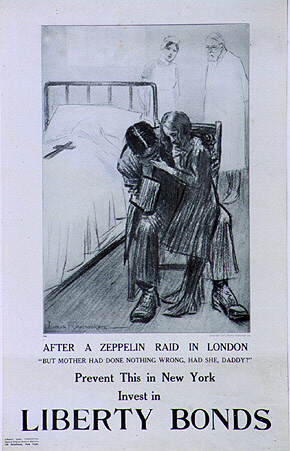 AFTER A ZEPPELIN RAID IN LONDON
"BUT MOTHER HAD DONE NOTHING WRONG, HAD SHE, DADDY?"
Prevent This in New York
Invest in
LIBERTY BONDS